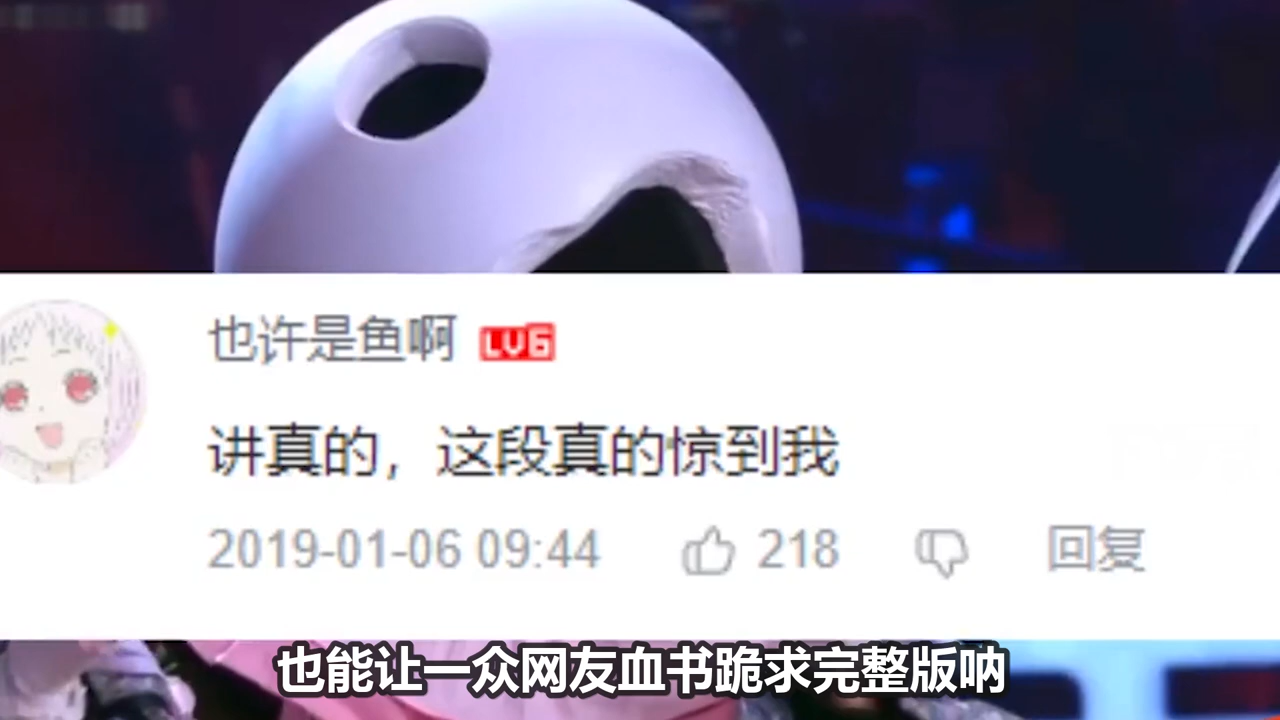 也许是鱼啊 LV6
讲真的，这段真的惊到我
2019-01-06 09:44 218 回复
也能让一众网友血书跪求完整版呐